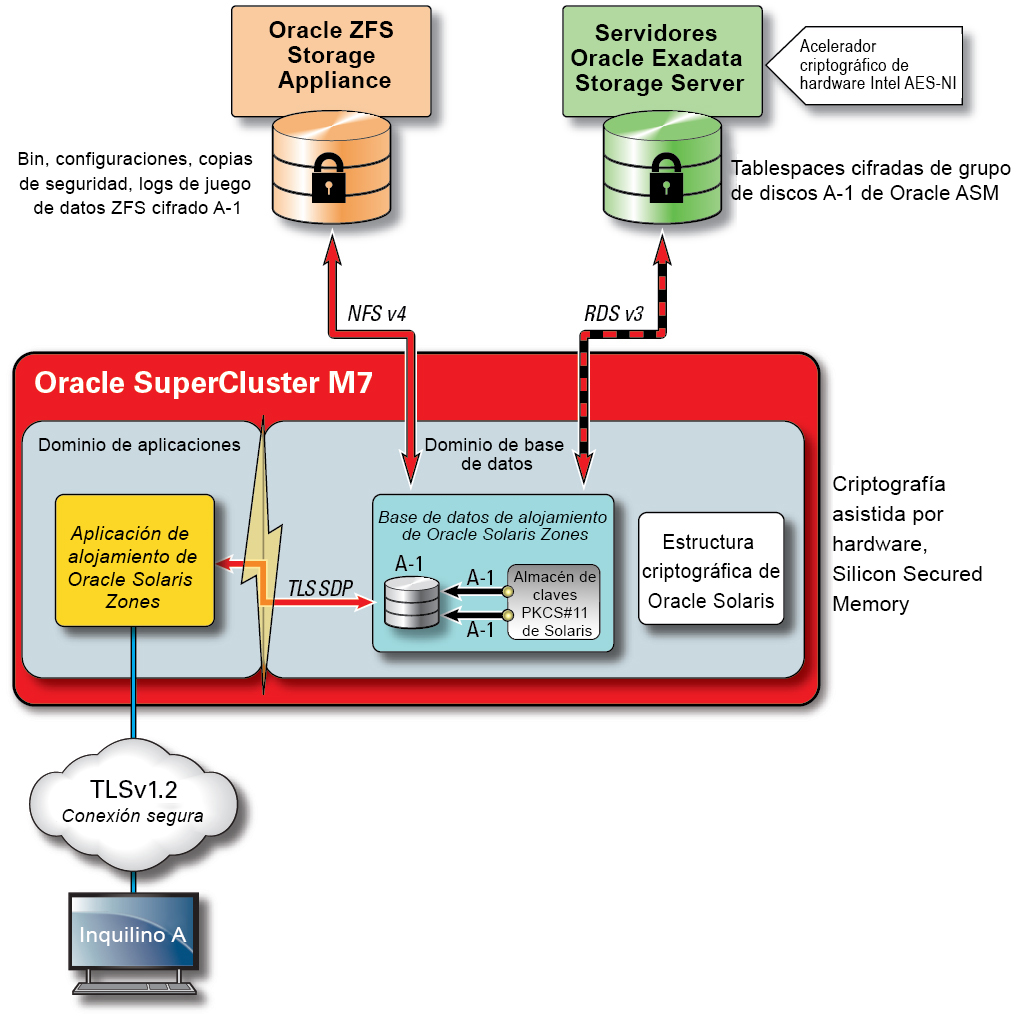 Oracle ZFS
Storage
Appliance
Servidores
Oracle Exadata
Storage Server
Acelerador
criptográfico de
hardware Intel AES-NI
Bin, configuraciones, copias
de seguridad, logs de juego
de datos ZFS cifrado A-1
Tablespaces cifradas de grupo
de discos A-1 de Oracle ASM
NFS v4
RDS v3
Oracle SuperCluster M7
Dominio de aplicaciones
Dominio de base
de datos
Aplicación de
alojamiento de
Oracle Solaris
Zones
TLS SDP
Base de datos de alojamiento
de Oracle Solaris Zones
A-1
A-1
A-1
Almacén de
claves
PKCS#11
de Solaris
Estructura
criptográfica de
Oracle Solaris
Criptografía
asistida por
hardware,
Silicon Secured
Memory
TLSv1.2
Conexión segura
Inquilino A